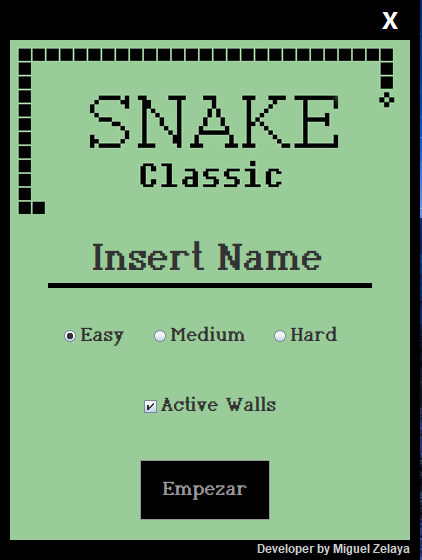 X
SNAKE
Classic
Insert Name
Easy Medium Hard
Active Walls
Empezar
Developer by Miguel Zelaya